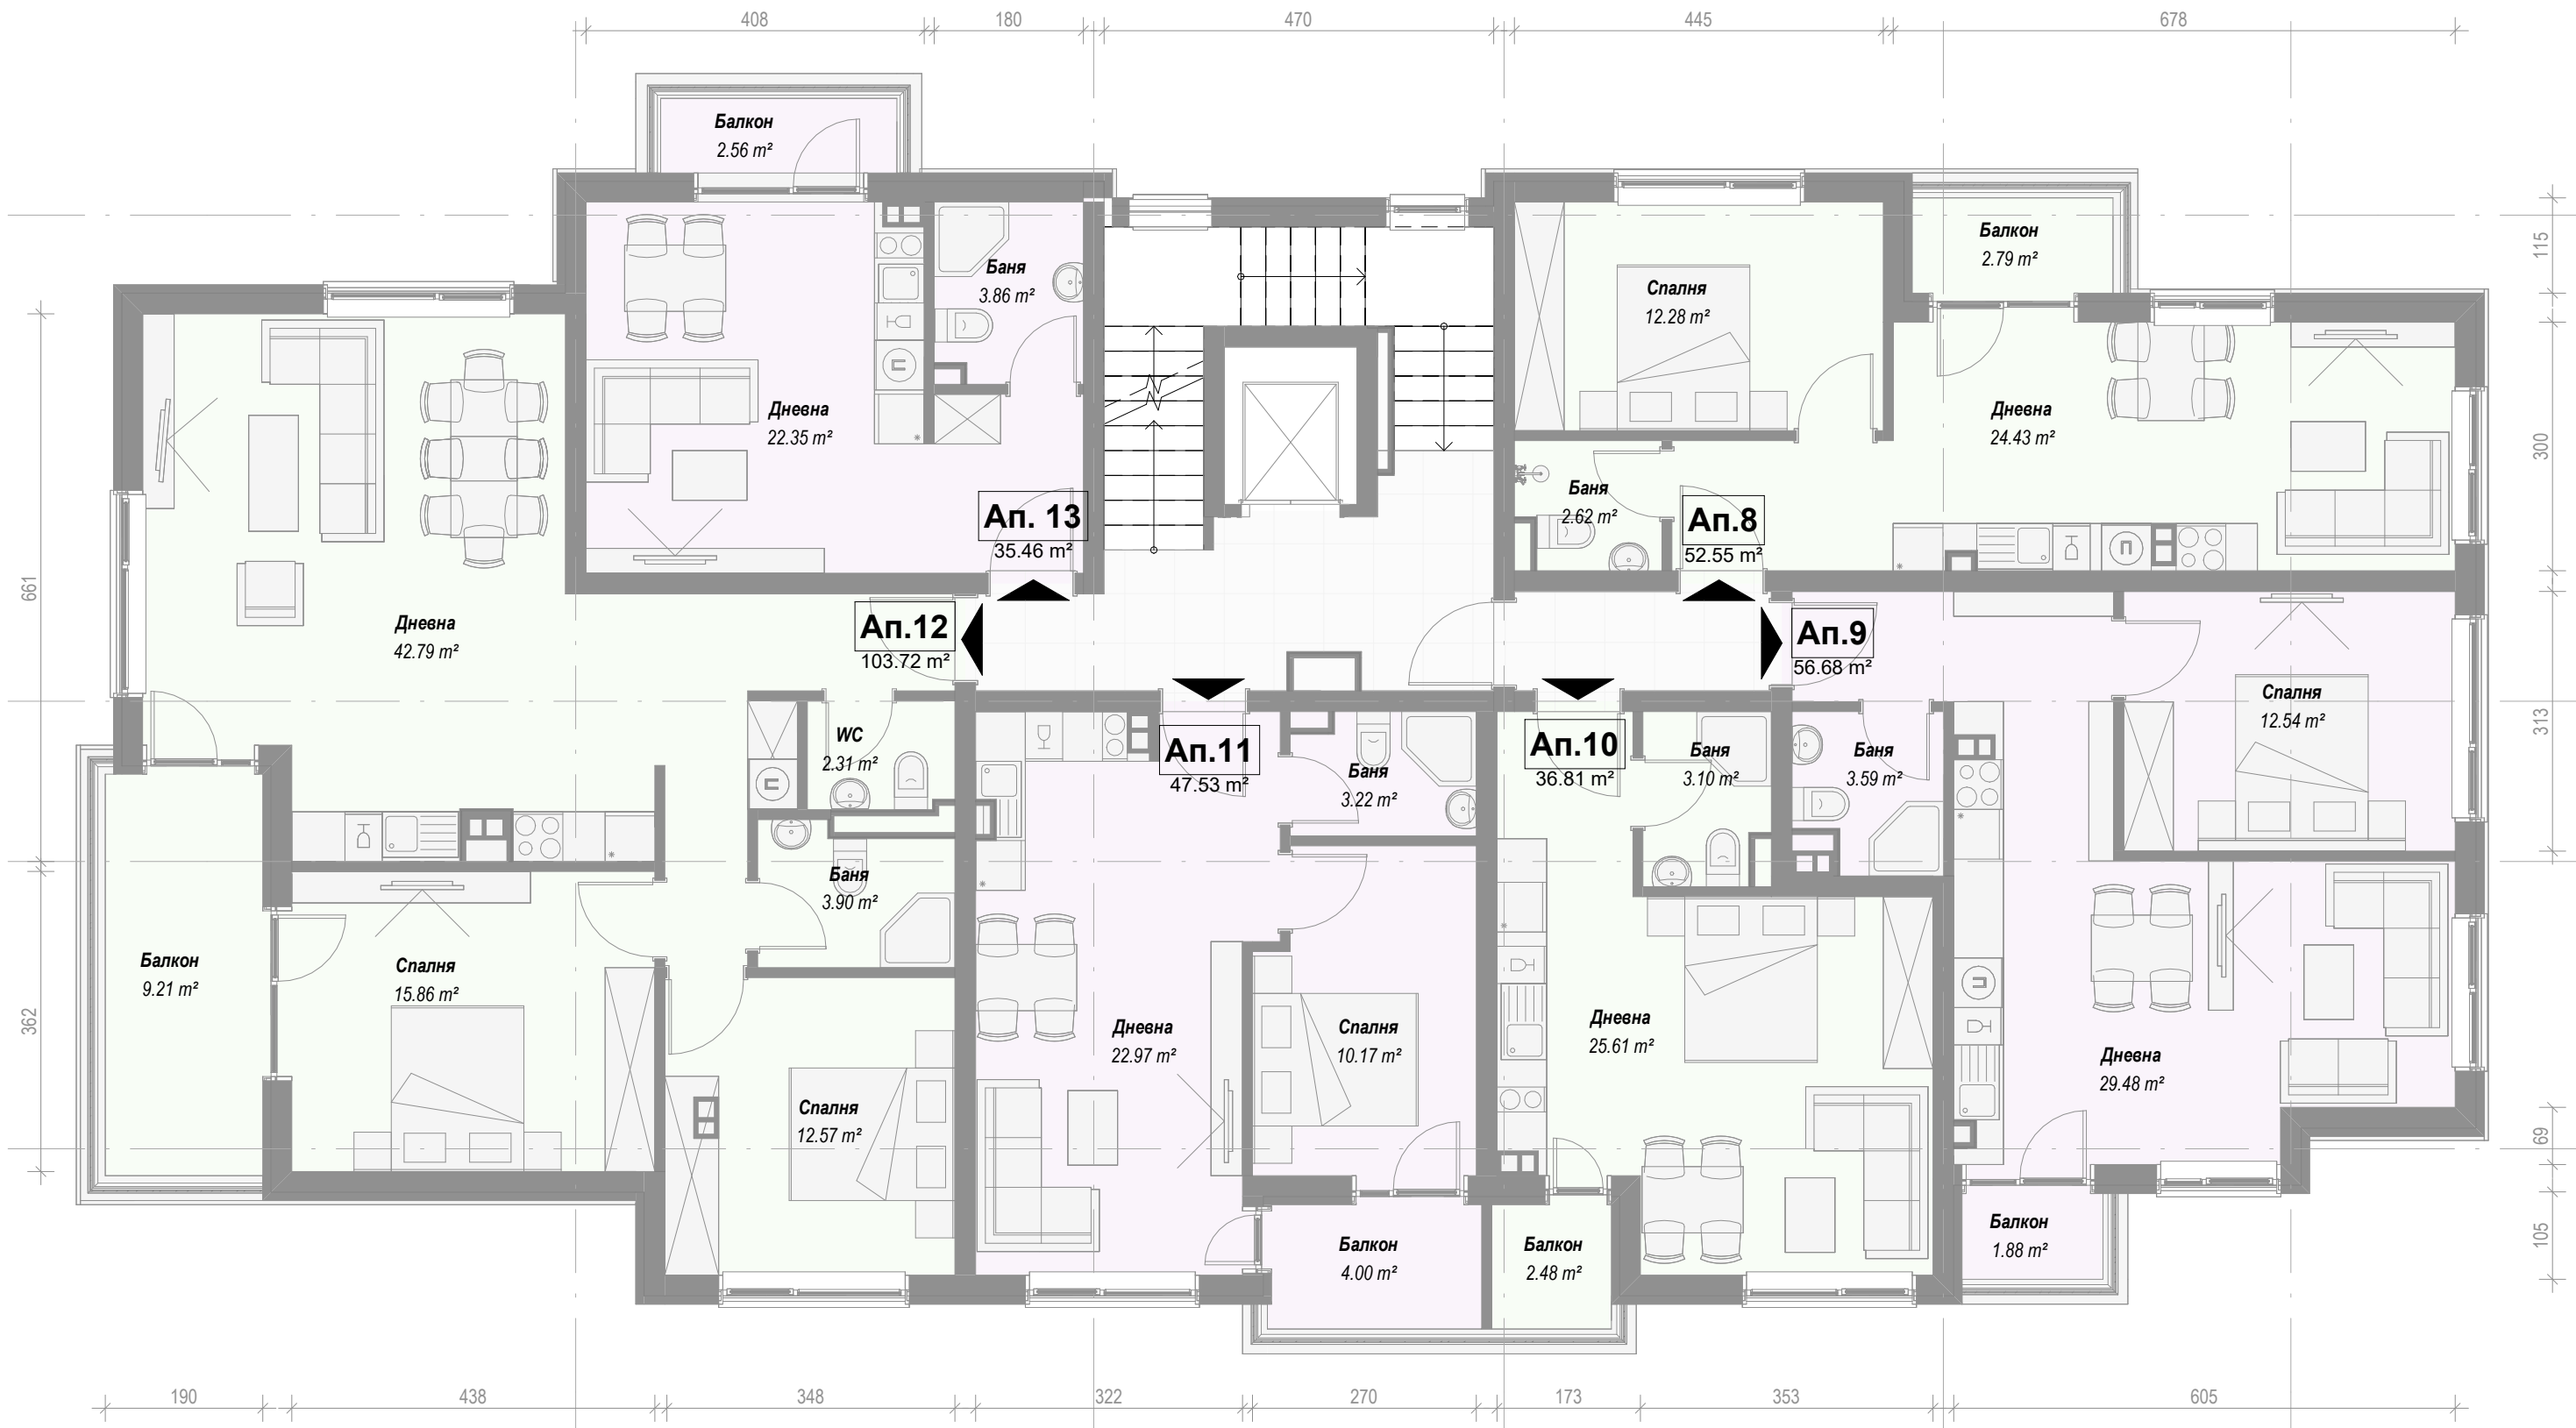 408
180
470
445
678
Балкон
2.56 m²
Баня
3.86 m²
Дневна
22.35 m²
Ап. 13
35.46 m²
Спалня
12.28 m²
Балкон
2.79 m²
Дневна
24.43 m²
Баня
2.62 m²
Ап.8
52.55 m²
115
300
313
69
105
661
362
Дневна
42.79 m²
Ап.12
103.72 m²
WC
2.31 m²
Баня
3.90 m²
Балкон
9.21 m²
Спалня
15.86 m²
Спалня
12.57 m²
Ап.11
47.53 m²
Баня
3.22 m²
Дневна
22.97 m²
Спалня
10.17 m²
Балкон
4.00 m²
Ап.10
36.81 m²
Баня
3.10 m²
Дневна
25.61 m²
Балкон
2.48 m²
Ап.9
56.68 m²
Баня
3.59 m²
Спалня
12.54 m²
Дневна
29.48 m²
Балкон
1.88 m²
190
438
348
322
270
173
353
605